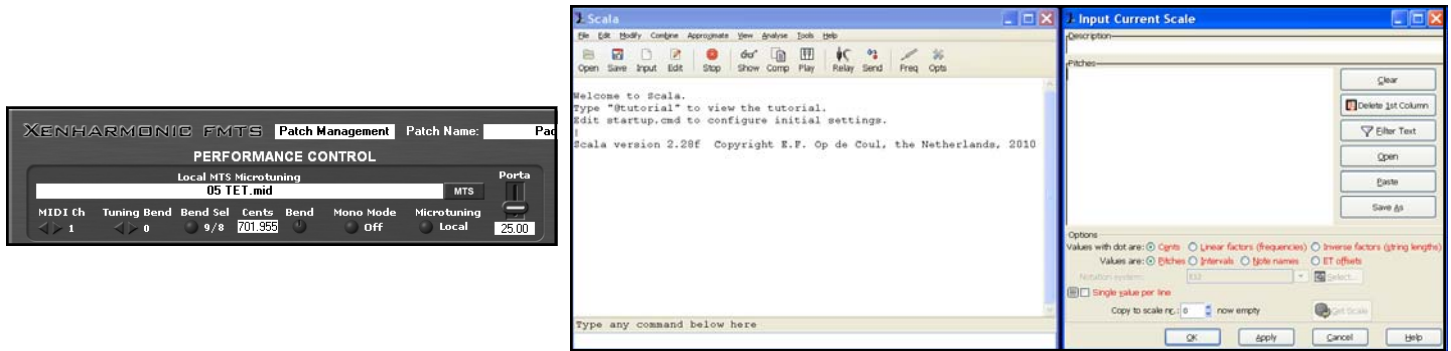 XENHARMONIC FMTS Patch Management Patch Name: Pad
PERFORMANCE CONTROL
Local MTS Microtuning Porta
05 TET.mid MTS
MIDI Ch Tuning Bend Bend Sel Cents Bend Mono Mode Microtuning
1 0 9/8 701.955 Off Local 25.00
Scala
File Edit Modify Combine Approximate View Analyse Tools Help
Open Save Input Edit Stop Show Comp Play Relay Send Freq Opts
Welcome to Scala.
Type "@tutorial" to view the tutorial.
Edit startup.cmd to configure initial settings.
|
Scala version 2.28f Copyright E.F. Op de Coul, the Netherlands, 2010
Type any command below here
Input Current Scale
Description
Pitches
Clear
Delete 1st Column
Filter Text
Open
Paste
Save As
Options
Values with dot are: Cents Linear factors (frequencies) Inverse factors (string lengths)
Values are: Pitches Intervals Note names ET offsets
Notation system: E12 Select...
Single value per line
Copy to scale nr.: 0 now empty Get Scale
OK Apply Cancel Help